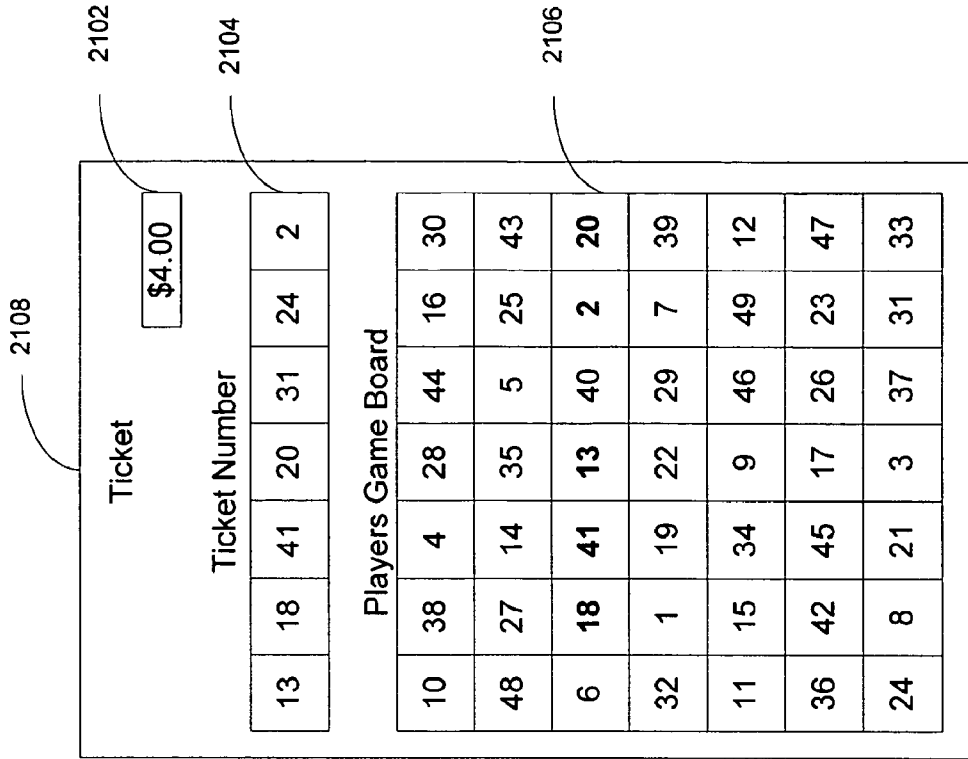 2108
Ticket
$4.00
2102
Ticket Number
13 18 41 20 31 24 2
2104
Players Game Board
10 38 4 28 44 16 30
48 27 14 35 5 25 43
6 18 41 13 40 2 20
2106
32 1 19 22 29 7 39
11 15 34 9 46 49 12
36 42 45 17 26 23 47
24 8 21 3 37 31 33